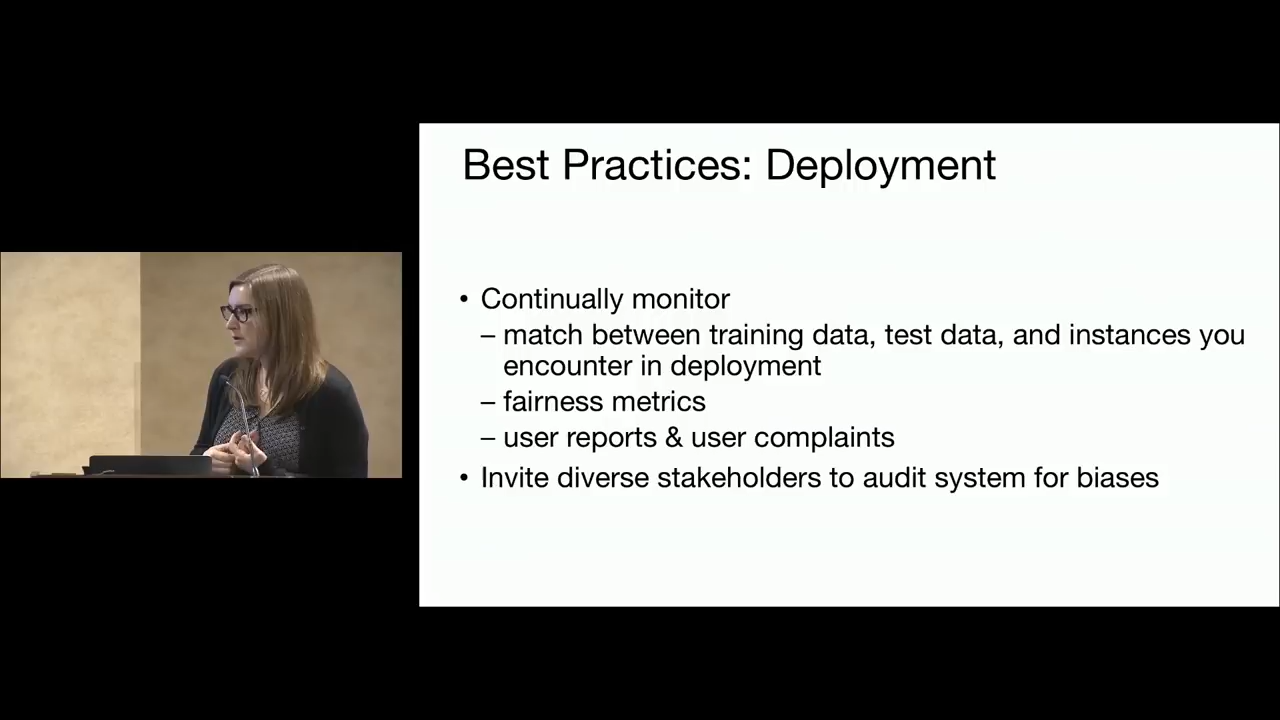 Best Practices: Deployment
• Continually monitor
– match between training data, test data, and instances you
encounter in deployment
– fairness metrics
– user reports & user complaints
• Invite diverse stakeholders to audit system for biases